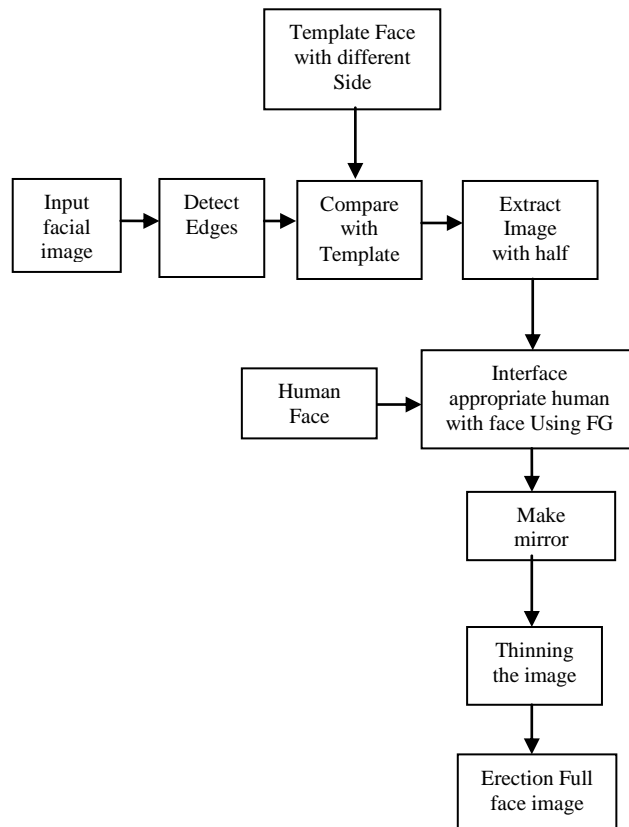 Template Face
with different
Side
Input
facial
image
Detect
Edges
Compare
with
Template
Extract
Image
with half
Human
Face
Interface
appropriate human
with face Using FG
Make
mirror
Thinning
the image
Erection Full
face image